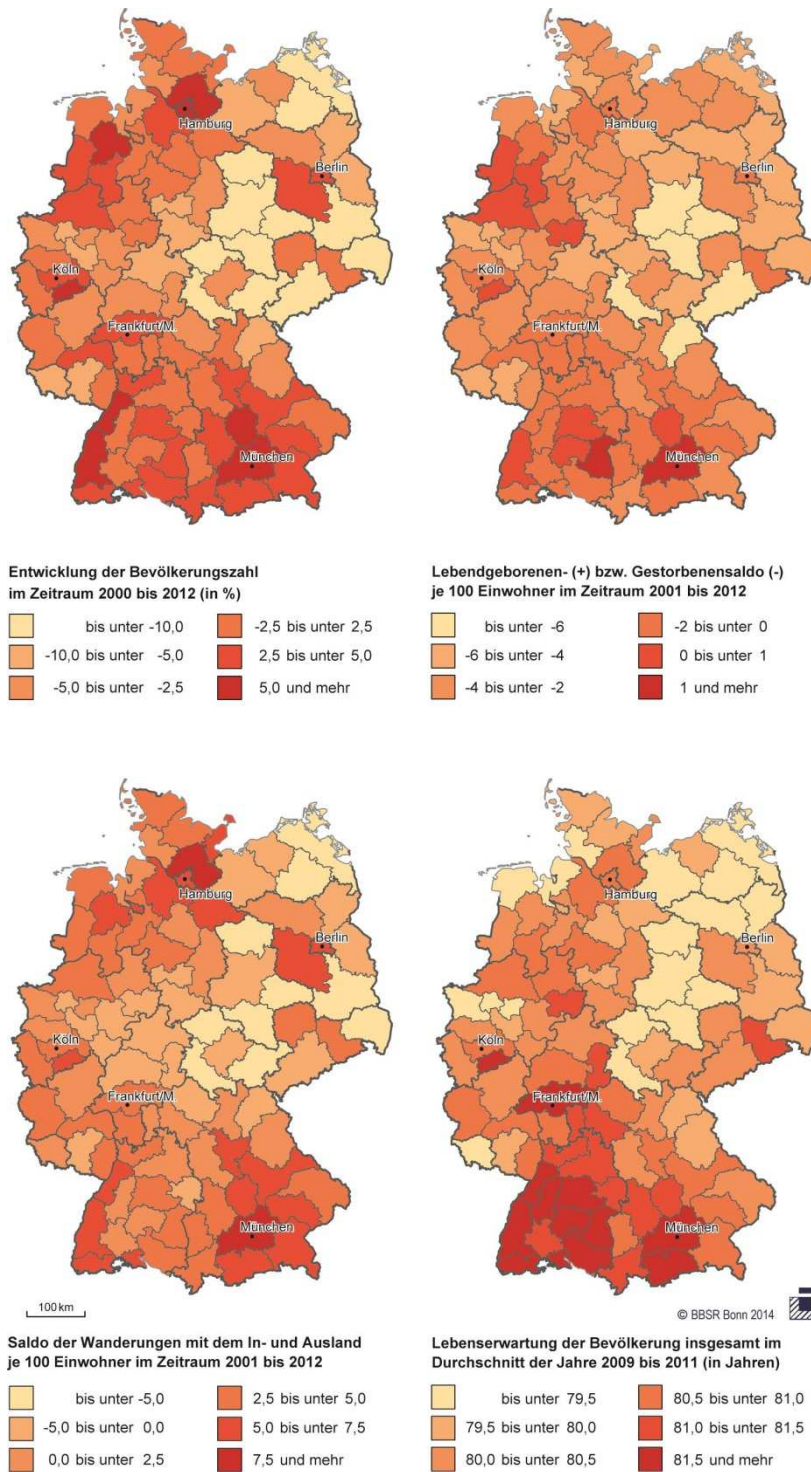 Hamburg
Berlin
Köln
Frankfurt/M.
München
Entwicklung der Bevölkerungszahl
im Zeitraum 2000 bis 2012 (in %)
bis unter -10,0
-10,0 bis unter -5,0
-5,0 bis unter -2,5
-2,5 bis unter 2,5
2,5 bis unter 5,0
5,0 und mehr
Hamburg
Berlin
Köln
Frankfurt/M.
München
Lebendgeborenen- (+) bzw. Gestorbenensaldo (-)
je 100 Einwohner im Zeitraum 2001 bis 2012
bis unter -6
-6 bis unter -4
-4 bis unter -2
-2 bis unter 0
0 bis unter 1
1 und mehr
Hamburg
Berlin
Köln
Frankfurt/M.
München
100 km
Saldo der Wanderungen mit dem In- und Ausland
je 100 Einwohner im Zeitraum 2001 bis 2012
bis unter -5,0
-5,0 bis unter 0,0
0,0 bis unter 2,5
2,5 bis unter 5,0
5,0 bis unter 7,5
7,5 und mehr
Hamburg
Berlin
Köln
Frankfurt/M.
München
© BBSR Bonn 2014
Lebenserwartung der Bevölkerung insgesamt im
Durchschnitt der Jahre 2009 bis 2011 (in Jahren)
bis unter 79,5
79,5 bis unter 80,0
80,0 bis unter 80,5
80,5 bis unter 81,0
81,0 bis unter 81,5
81,5 und mehr